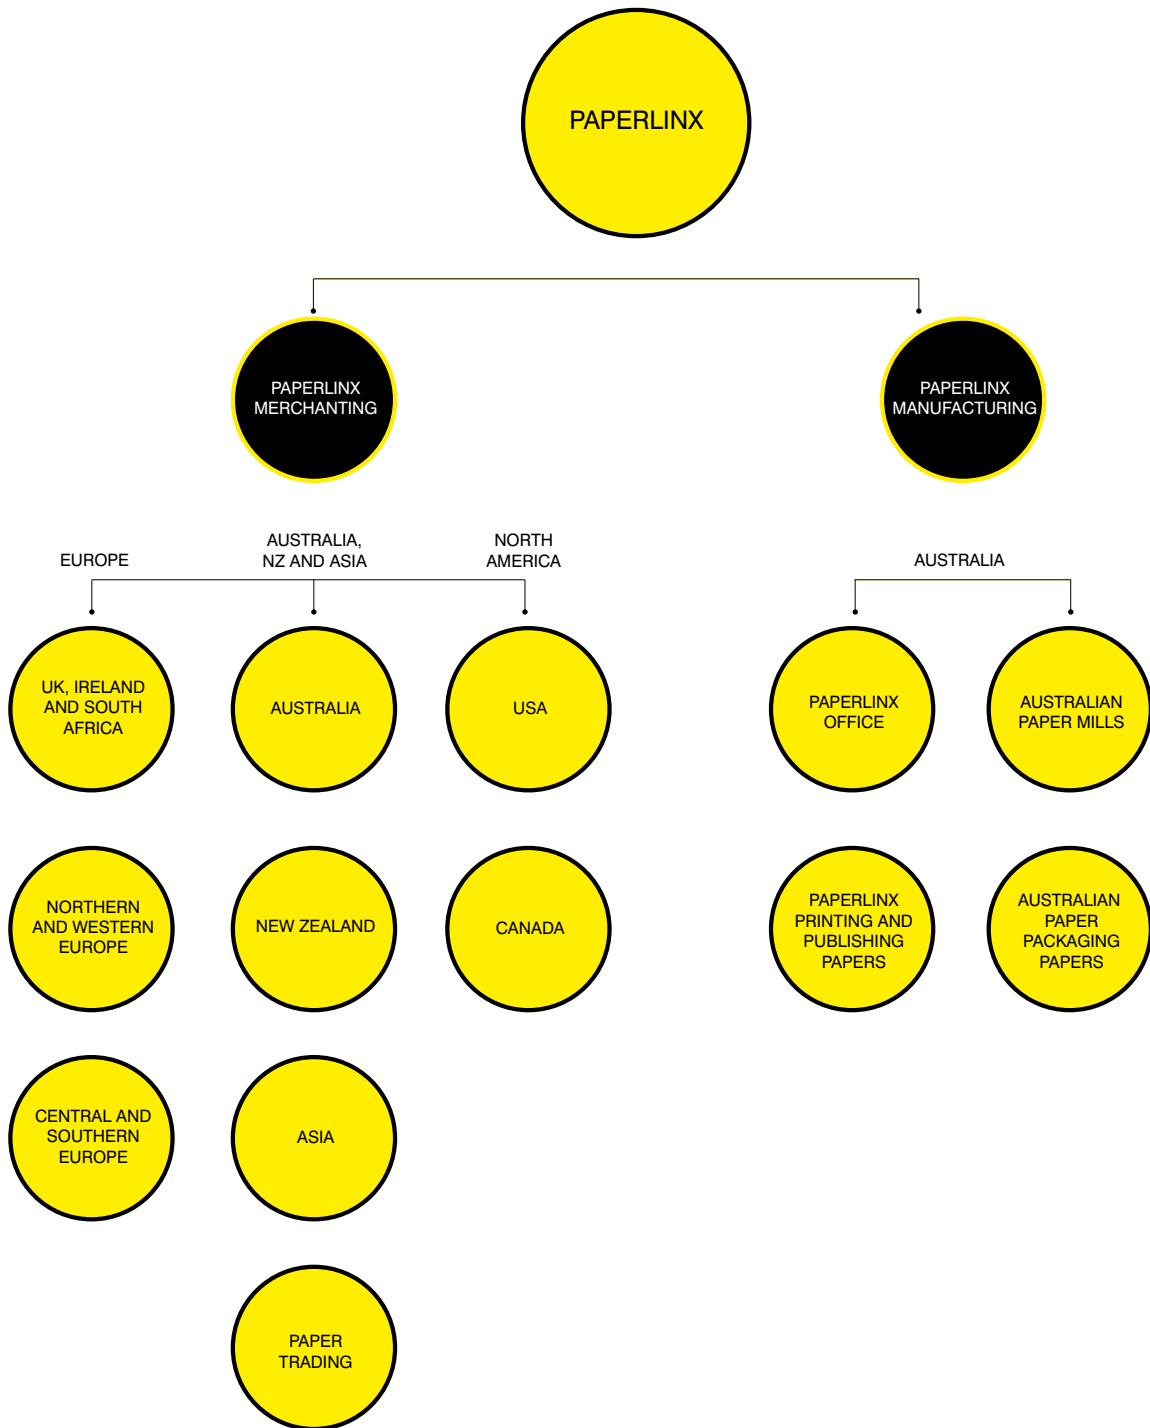 PAPERLINX
PAPERLINX
MERCHANTING
PAPERLINX
MANUFACTURING
EUROPE
AUSTRALIA,
NZ AND ASIA
NORTH
AMERICA
AUSTRALIA
UK, IRELAND
AND SOUTH
AFRICA
AUSTRALIA
USA
PAPERLINX
OFFICE
AUSTRALIAN
PAPER MILLS
NORTHERN
AND WESTERN
EUROPE
NEW ZEALAND
CANADA
PAPERLINX
PRINTING AND
PUBLISHING
PAPERS
AUSTRALIAN
PAPER
PACKAGING
PAPERS
CENTRAL AND
SOUTHERN
EUROPE
ASIA
PAPER
TRADING